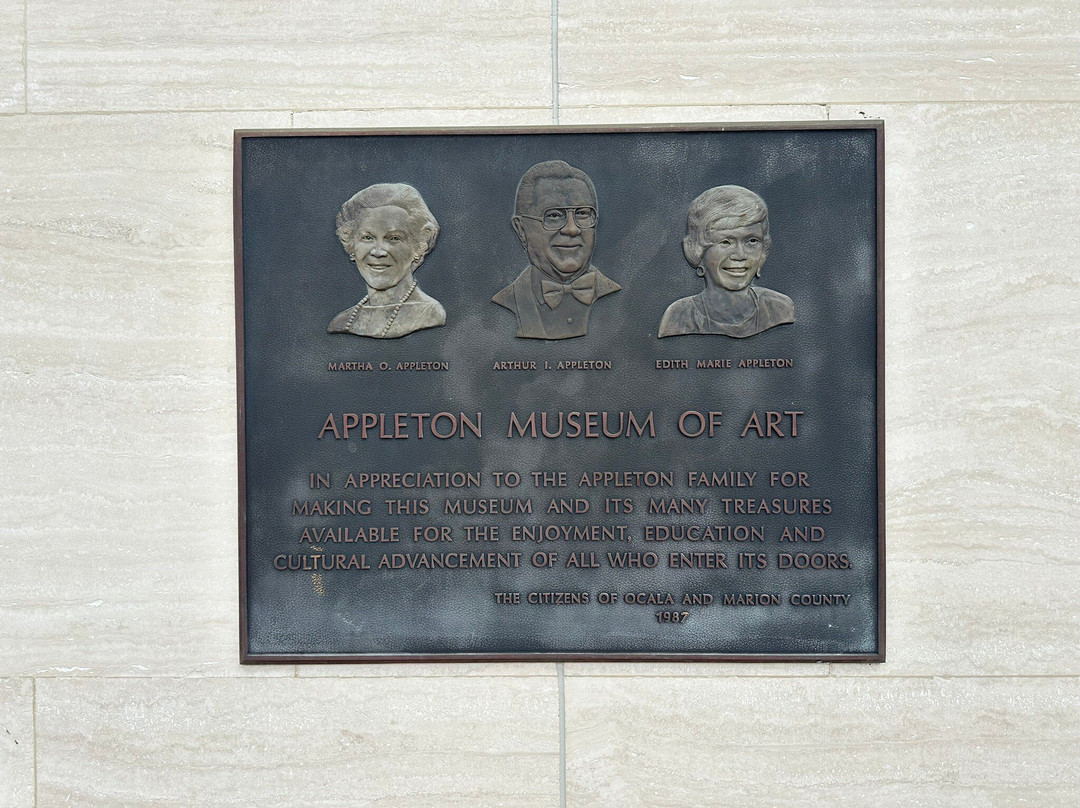 MARTHA O. APPLETON ARTHUR I. APPLETON EDITH MARIE APPLETON
APPLETON MUSEUM OF ART
IN APPRECIATION TO THE APPLETON FAMILY FOR
MAKING THIS MUSEUM AND ITS MANY TREASURES
AVAILABLE FOR THE ENJOYMENT, EDUCATION AND
CULTURAL ADVANCEMENT OF ALL WHO ENTER ITS DOORS.
THE CITIZENS OF OCALA AND MARION COUNTY
1987